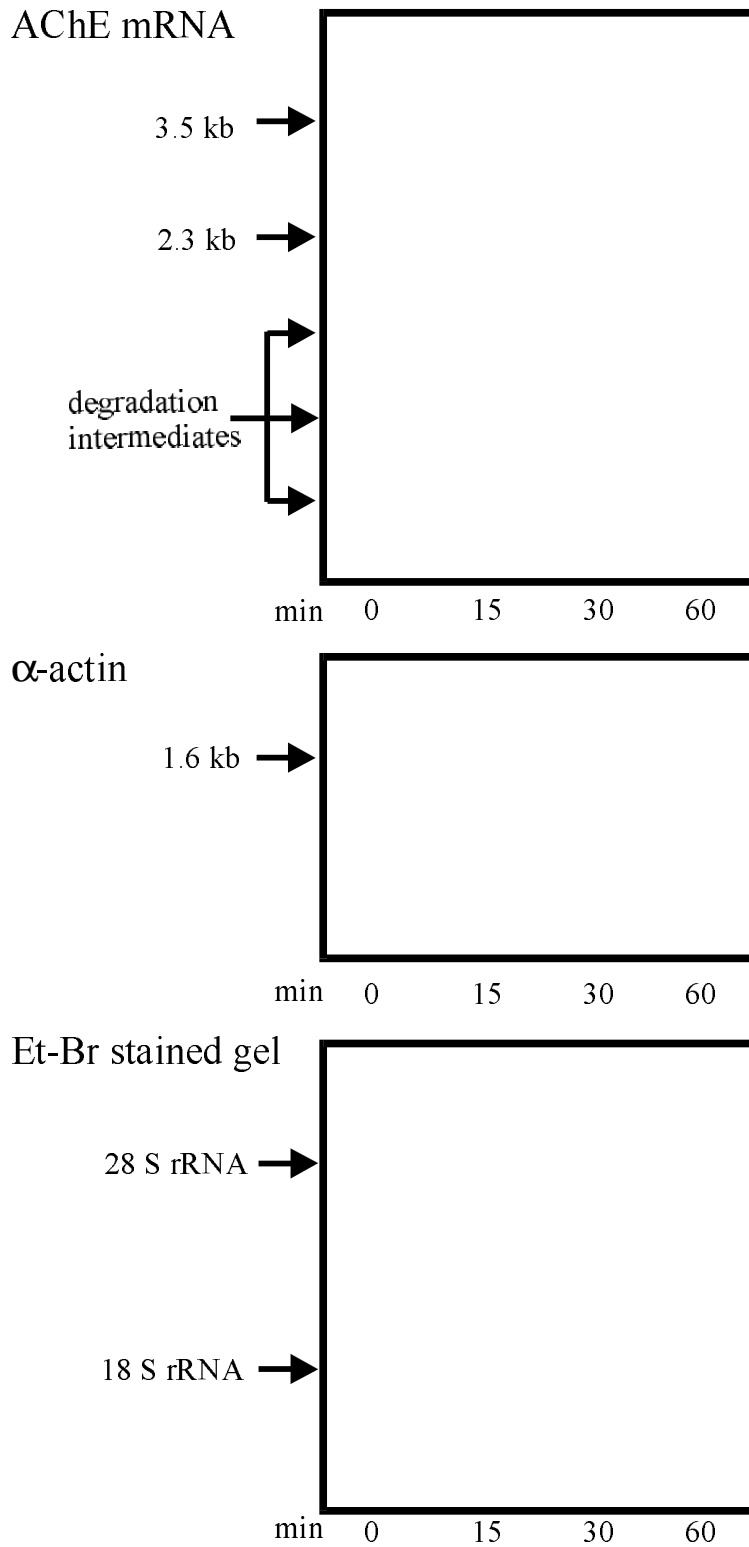 AChE mRNA
3.5 kb
2.3 kb
degradation
intermediates
min 0 15 30 60
α-actin
1.6 kb
min 0 15 30 60
Et-Br stained gel
28 S rRNA
18 S rRNA
min 0 15 30 60